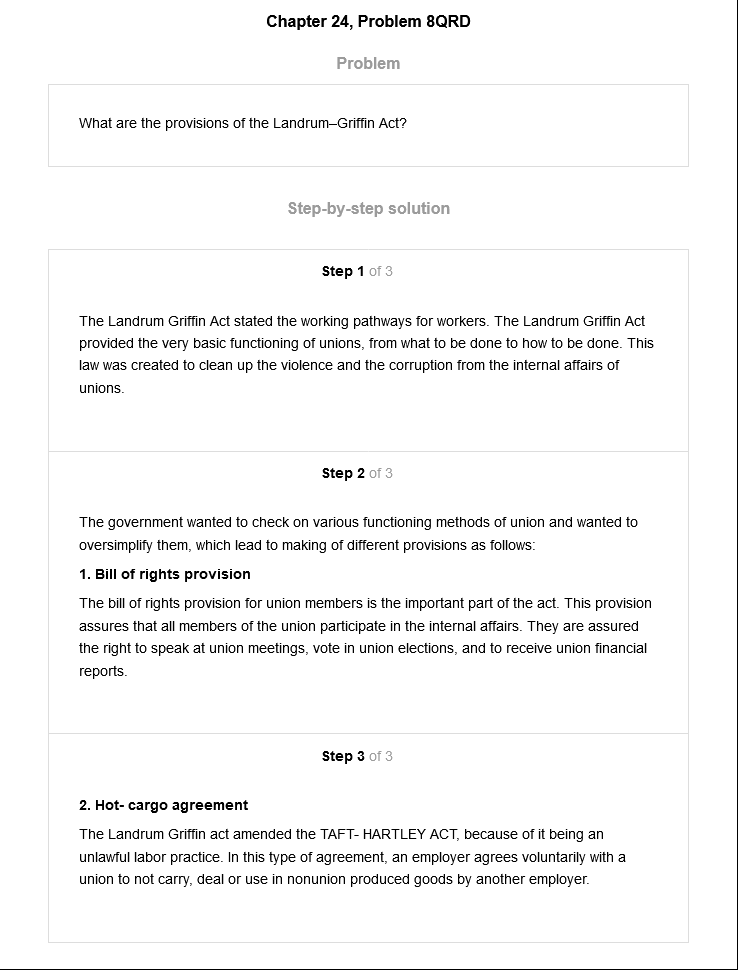 Chapter 24, Problem 8QRD
Problem
What are the provisions of the Landrum–Griffin Act?
Step-by-step solution
Step 1 of 3
The Landrum Griffin Act stated the working pathways for workers. The Landrum Griffin Act
provided the very basic functioning of unions, from what to be done to how to be done. This
law was created to clean up the violence and the corruption from the internal affairs of
unions.
Step 2 of 3
The government wanted to check on various functioning methods of union and wanted to
oversimplify them, which lead to making of different provisions as follows:
1. Bill of rights provision
The bill of rights provision for union members is the important part of the act. This provision
assures that all members of the union participate in the internal affairs. They are assured
the right to speak at union meetings, vote in union elections, and to receive union financial
reports.
Step 3 of 3
2. Hot- cargo agreement
The Landrum Griffin act amended the TAFT- HARTLEY ACT, because of it being an
unlawful labor practice. In this type of agreement, an employer agrees voluntarily with a
union to not carry, deal or use in nonunion produced goods by another employer.